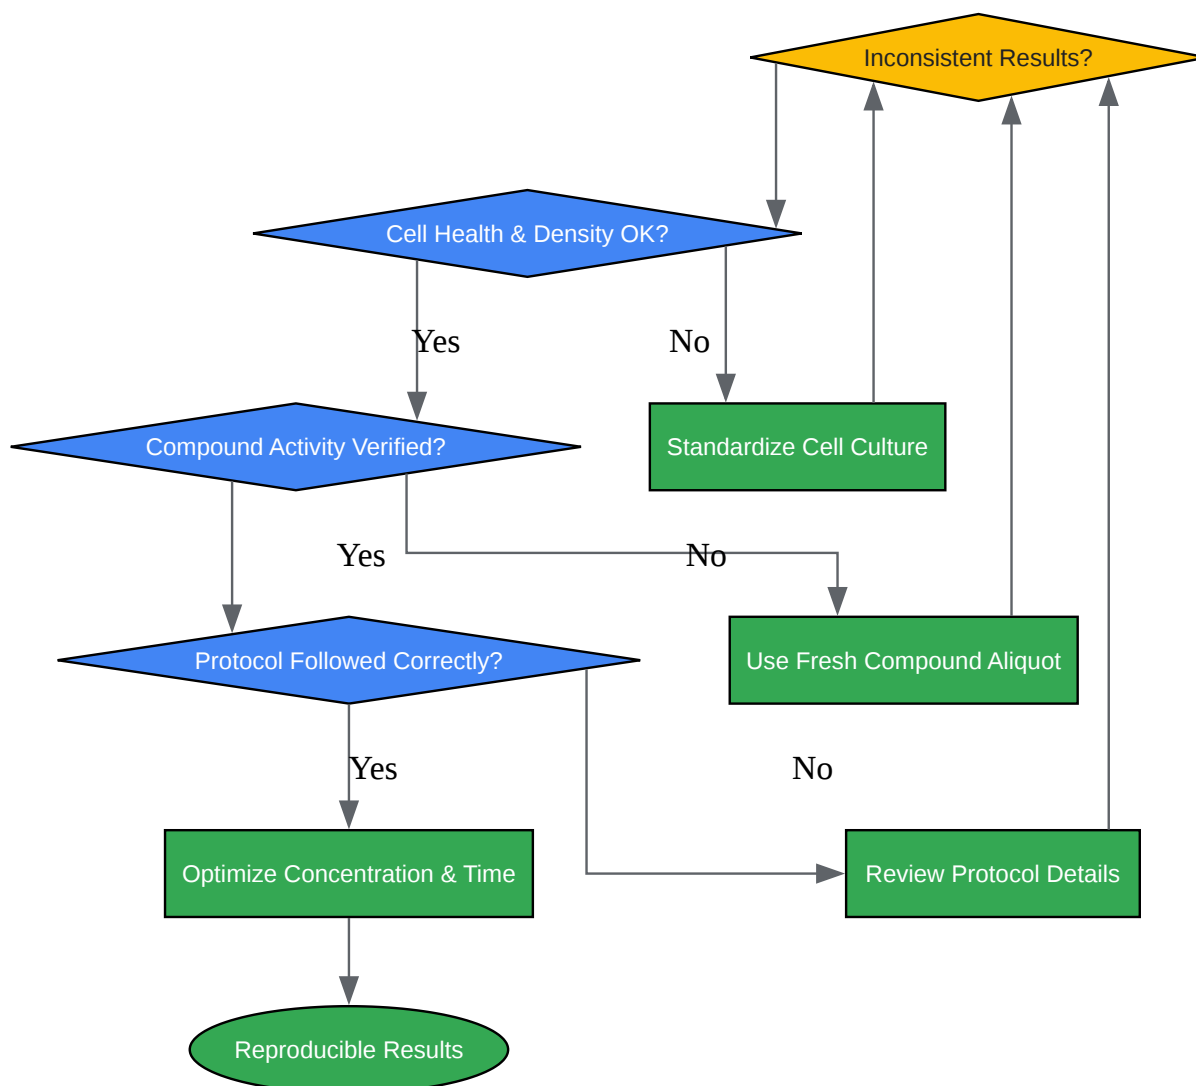 Inconsistent Results?
Cell Health & Density OK?
Yes
No
Compound Activity Verified?
Standardize Cell Culture
Yes
No
Protocol Followed Correctly?
Use Fresh Compound Aliquot
Yes
No
Optimize Concentration & Time
Review Protocol Details
Reproducible Results